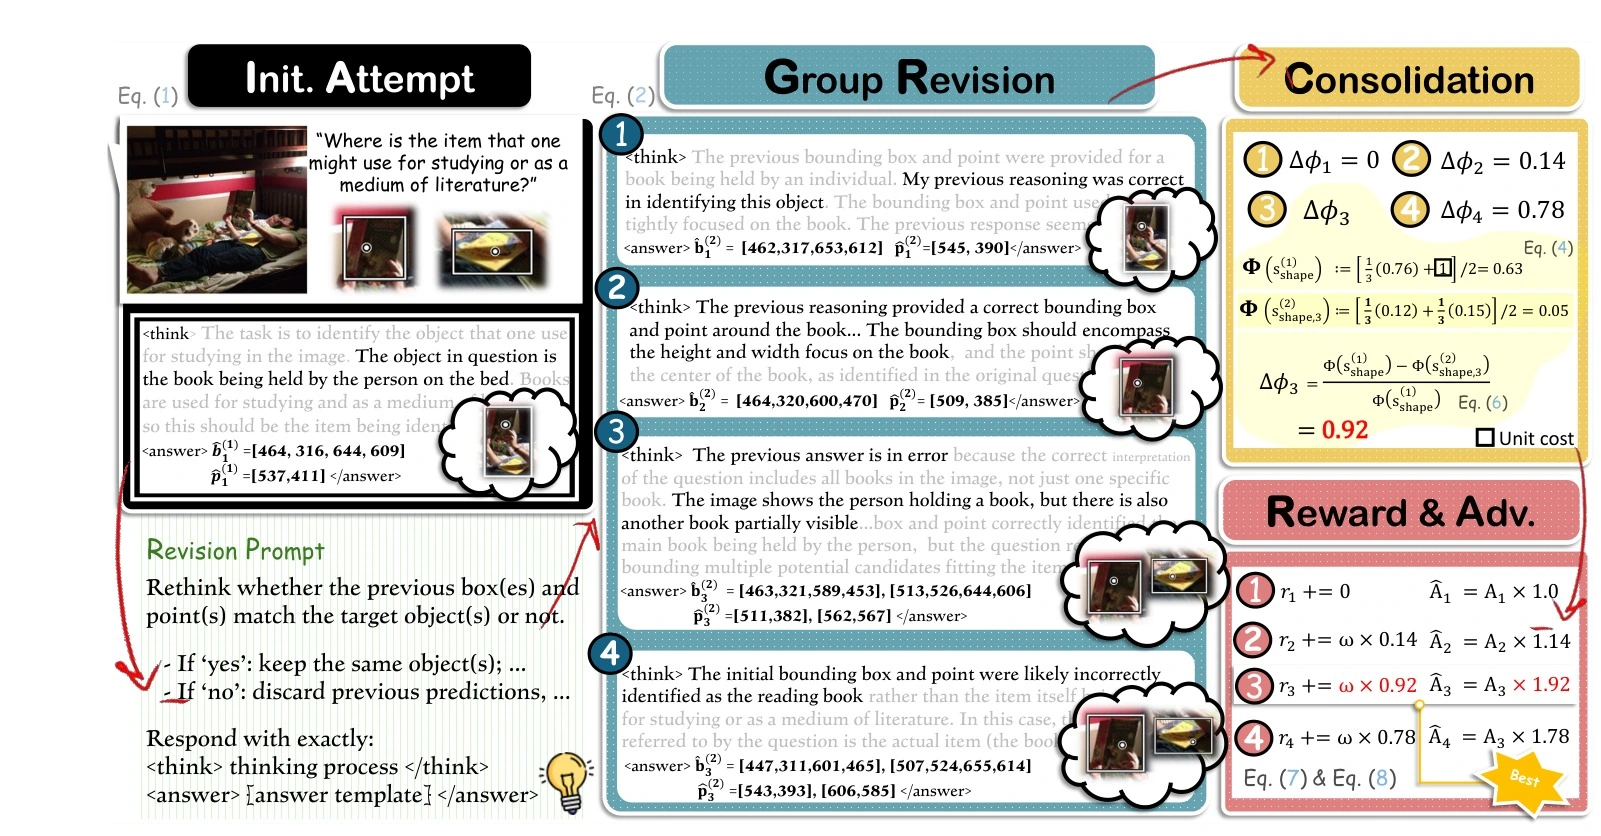 Init. Attempt
Eq. (1)
“Where is the item that one
might use for studying or as a
medium of literature?”
<think> The task is to identify the object that one use
for studying in the image. The object in question is
the book being held by the person on the bed. Books
are used for studying and as a medium
so this should be the item being iden
<answer> b̂₁⁽¹⁾ =[464, 316, 644, 609]
p̂₁⁽¹⁾ =[537,411] </answer>
Revision Prompt
Rethink whether the previous box(es) and
point(s) match the target object(s) or not.
- If ‘yes’: keep the same object(s); ...
- If ‘no’: discard previous predictions, ...
Respond with exactly:
<think> thinking process </think>
<answer> [answer template] </answer>
Group Revision
Eq. (2)
1
<think> The previous bounding box and point were provided for a
book being held by an individual. My previous reasoning was correct
in identifying this object. The bounding box and point use
tightly focused on the book. The previous response seem
<answer> b̂₁⁽²⁾ = [462,317,653,612] p̂₁⁽²⁾=[545, 390]</answer>
2
<think> The previous reasoning provided a correct bounding box
and point around the book... The bounding box should encompass
the height and width focus on the book, and the point sh
the center of the book, as identified in the original quest
<answer> b̂₂⁽²⁾ = [464,320,600,470] p̂₂⁽²⁾= [509, 385]</answer>
3
<think> The previous answer is in error because the correct interpretation
of the question includes all books in the image, not just one specific
book. The image shows the person holding a book, but there is also
another book partially visible...box and point correctly identified th
main book being held by the person, but the question r
bounding multiple potential candidates fitting the item
<answer> b̂₃⁽²⁾ = [463,321,589,453], [513,526,644,606]
p̂₃⁽²⁾ =[511,382], [562,567] </answer>
4
<think> The initial bounding box and point were likely incorrectly
identified as the reading book rather than the item itself
for studying or as a medium of literature. In this case, t
referred to by the question is the actual item (the boo
<answer> b̂₃⁽²⁾ = [447,311,601,465], [507,524,655,614]
p̂₃⁽²⁾ =[543,393], [606,585] </answer>
Consolidation
1 Δϕ₁ = 0 2 Δϕ₂ = 0.14
3 Δϕ₃ 4 Δϕ₄ = 0.78
Eq. (4)
Φ(s⁽¹⁾shape) := [1/3(0.76) + 1]/2= 0.63
Φ(s⁽²⁾shape,3) := [1/3(0.12) + 1/3(0.15)]/2 = 0.05
Δϕ₃ = (Φ(s⁽¹⁾shape) − Φ(s⁽²⁾shape,3)) / Φ(s⁽¹⁾shape) Eq. (6)
= 0.92
Unit cost
Reward & Adv.
1 r₁ += 0 Â₁ = A₁ × 1.0
2 r₂ += ω × 0.14 Â₂ = A₂ × 1.14
3 r₃ += ω × 0.92 Â₃ = A₃ × 1.92
4 r₄ += ω × 0.78 Â₄ = A₃ × 1.78
Eq. (7) & Eq. (8)
Best